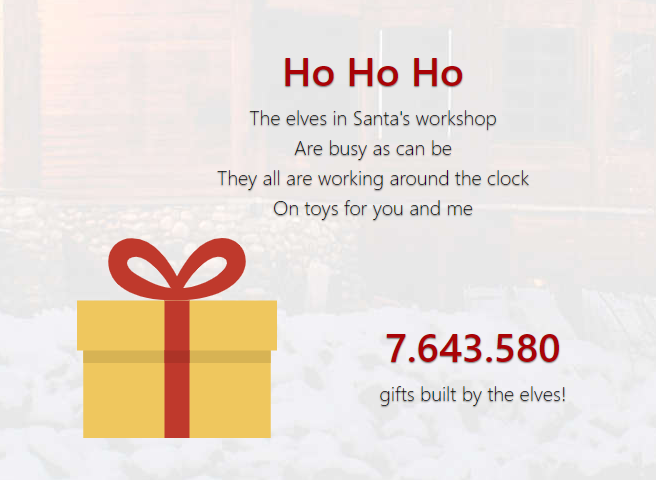 Ho Ho Ho
The elves in Santa's workshop
Are busy as can be
They all are working around the clock
On toys for you and me
7.643.580
gifts built by the elves!